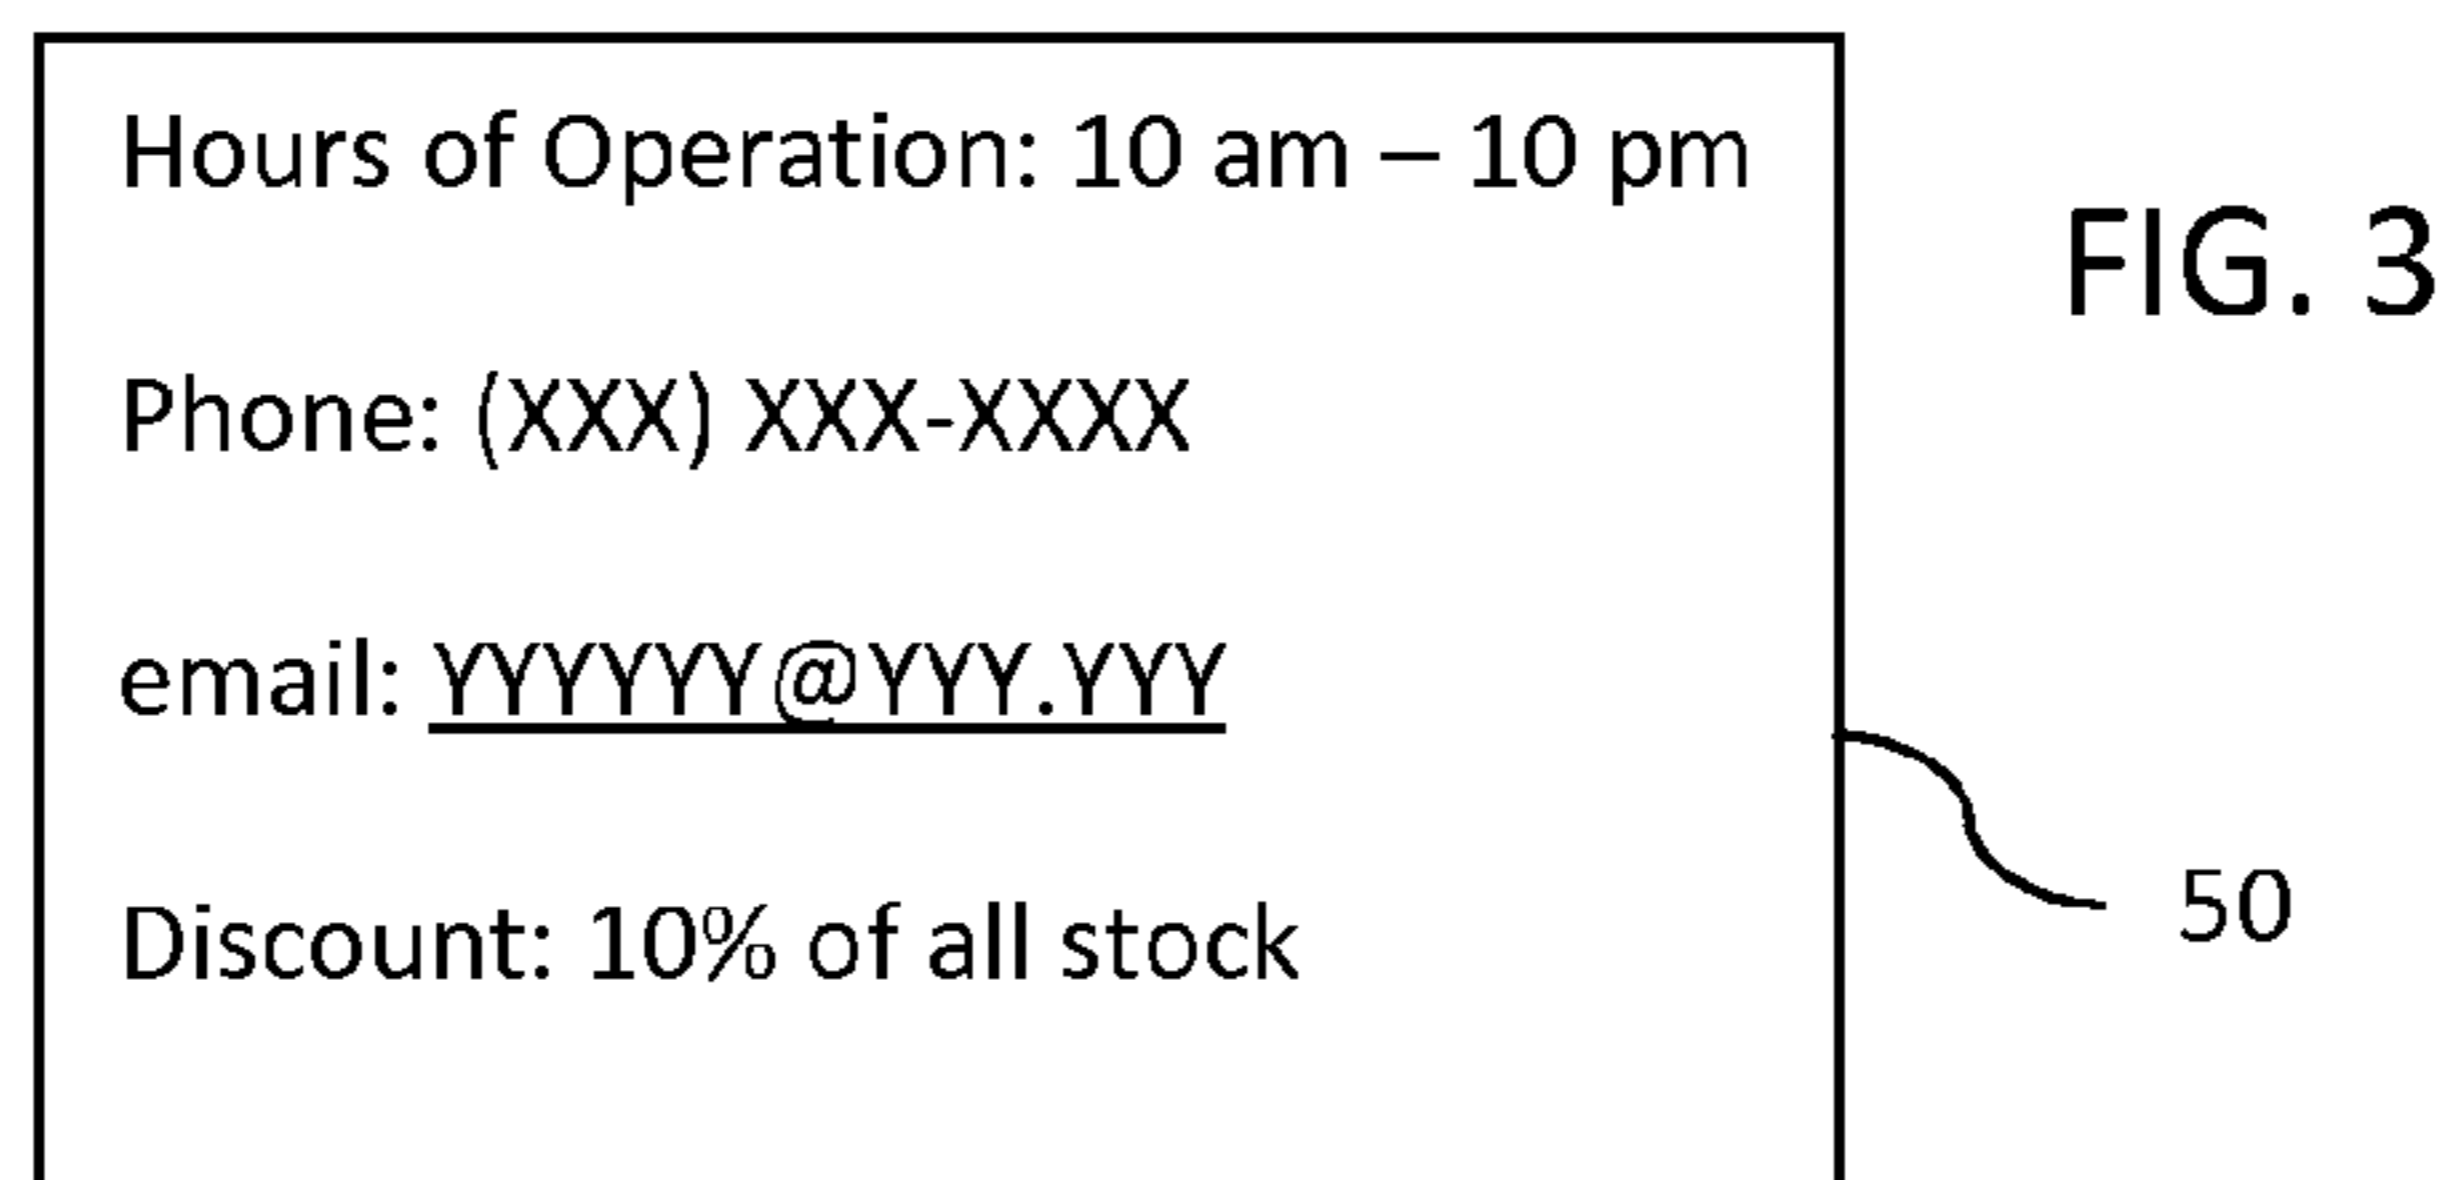 Hours of Operation: 10 am – 10 pm
FIG. 3
Phone: (XXX) XXX-XXXX
email: YYYYYY@YYY.YYY
Discount: 10% of all stock
50